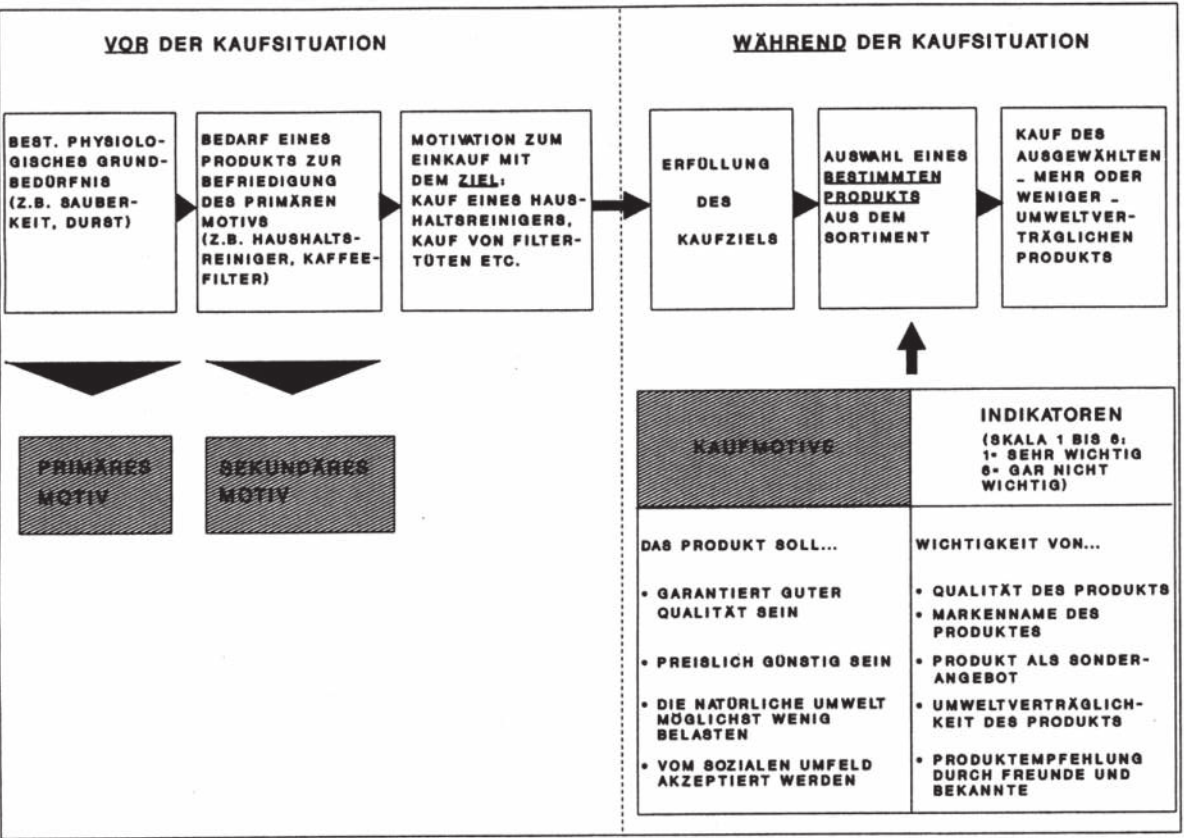 VOR DER KAUFSITUATION
BEST. PHYSIOLO-
GISCHES GRUND-
BEDÜRFNIS
(Z.B. SAUBER-
KEIT, DURST)
BEDARF EINES
PRODUKTS ZUR
BEFRIEDIGUNG
DES PRIMÄREN
MOTIVS
(Z.B. HAUSHALTS-
REINIGER, KAFFEE-
FILTER)
MOTIVATION ZUM
EINKAUF MIT
DEM ZIEL:
KAUF EINES HAUS-
HALTSREINIGERS,
KAUF VON FILTER-
TÜTEN ETC.
PRIMÄRES
MOTIV
SEKUNDÄRES
MOTIV
WÄHREND DER KAUFSITUATION
ERFÜLLUNG
DES
KAUFZIELS
AUSWAHL EINES
BESTIMMTEN
PRODUKTS
AUS DEM
SORTIMENT
KAUF DES
AUSGEWÄHLTEN
_ MEHR ODER
WENIGER _
UMWELTVER-
TRÄGLICHEN
PRODUKTS
KAUFMOTIVE
DAS PRODUKT SOLL...
• GARANTIERT GUTER
QUALITÄT SEIN
• PREISLICH GÜNSTIG SEIN
• DIE NATÜRLICHE UMWELT
MÖGLICHST WENIG
BELASTEN
• VOM SOZIALEN UMFELD
AKZEPTIERT WERDEN
INDIKATOREN
(SKALA 1 BIS 6:
1= SEHR WICHTIG
6= GAR NICHT
WICHTIG)
WICHTIGKEIT VON...
• QUALITÄT DES PRODUKTS
• MARKENNAME DES
PRODUKTES
• PRODUKT ALS SONDER-
ANGEBOT
• UMWELTVERTRÄGLICH-
KEIT DES PRODUKTS
• PRODUKTEMPFEHLUNG
DURCH FREUNDE UND
BEKANNTE